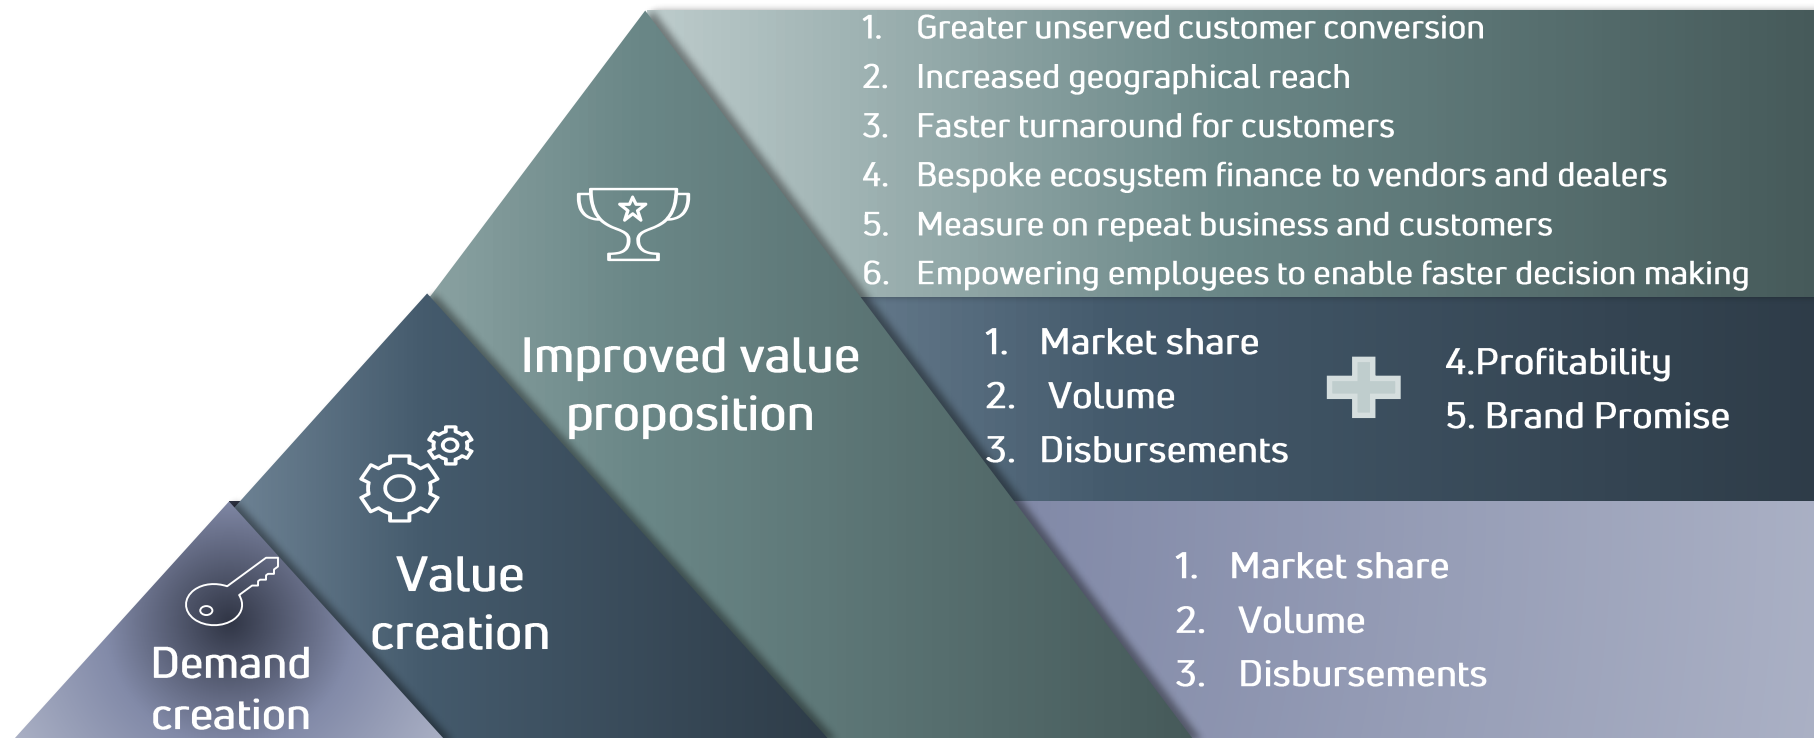 1. Greater unserved customer conversion
2. Increased geographical reach
3. Faster turnaround for customers
4. Bespoke ecosystem finance to vendors and dealers
5. Measure on repeat business and customers
6. Empowering employees to enable faster decision making
Improved value
proposition
1. Market share
2. Volume
3. Disbursements
4.Profitability
5. Brand Promise
Value
creation
1. Market share
2. Volume
3. Disbursements
Demand
creation